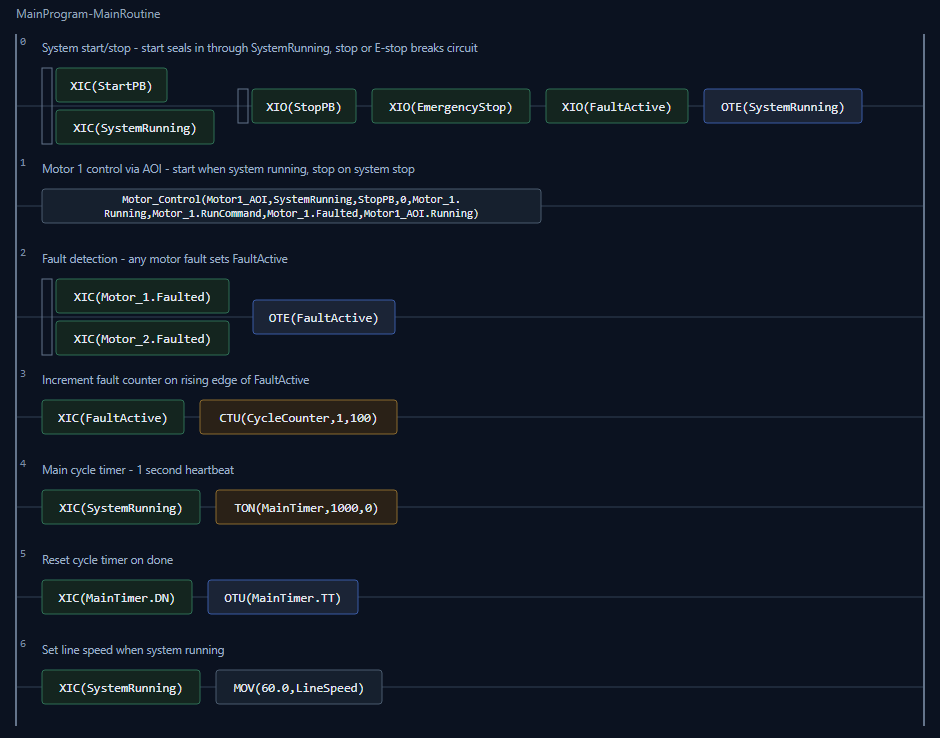 MainProgram-MainRoutine
0
System start/stop - start seals in through SystemRunning, stop or E-stop breaks circuit
XIC(StartPB)
XIC(SystemRunning)
XIO(StopPB)
XIO(EmergencyStop)
XIO(FaultActive)
OTE(SystemRunning)
1
Motor 1 control via AOI - start when system running, stop on system stop
Motor_Control(Motor1_AOI,SystemRunning,StopPB,0,Motor_1.
Running,Motor_1.RunCommand,Motor_1.Faulted,Motor1_AOI.Running)
2
Fault detection - any motor fault sets FaultActive
XIC(Motor_1.Faulted)
XIC(Motor_2.Faulted)
OTE(FaultActive)
3
Increment fault counter on rising edge of FaultActive
XIC(FaultActive)
CTU(CycleCounter,1,100)
4
Main cycle timer - 1 second heartbeat
XIC(SystemRunning)
TON(MainTimer,1000,0)
5
Reset cycle timer on done
XIC(MainTimer.DN)
OTU(MainTimer.TT)
6
Set line speed when system running
XIC(SystemRunning)
MOV(60.0,LineSpeed)